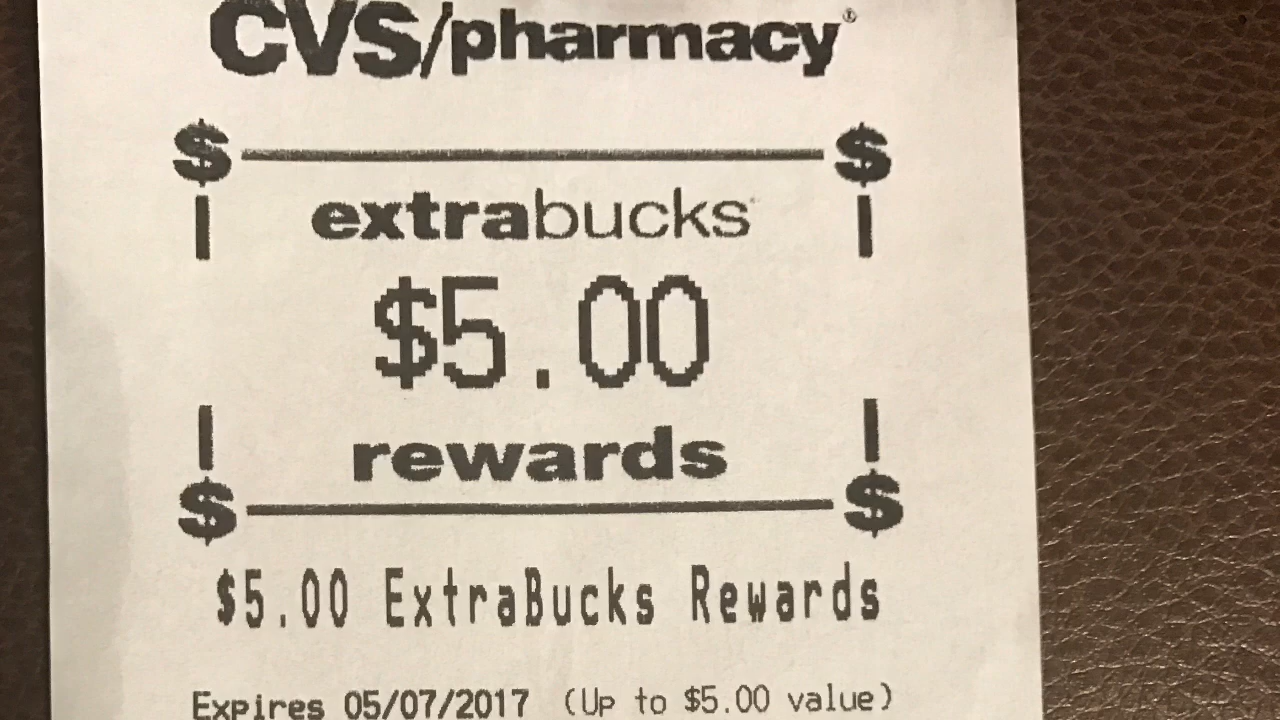 CVS/pharmacy®
$ $
extrabucks
$5.00
rewards
$ $
$5.00 ExtraBucks Rewards
Expires 05/07/2017 (Up to $5.00 value)